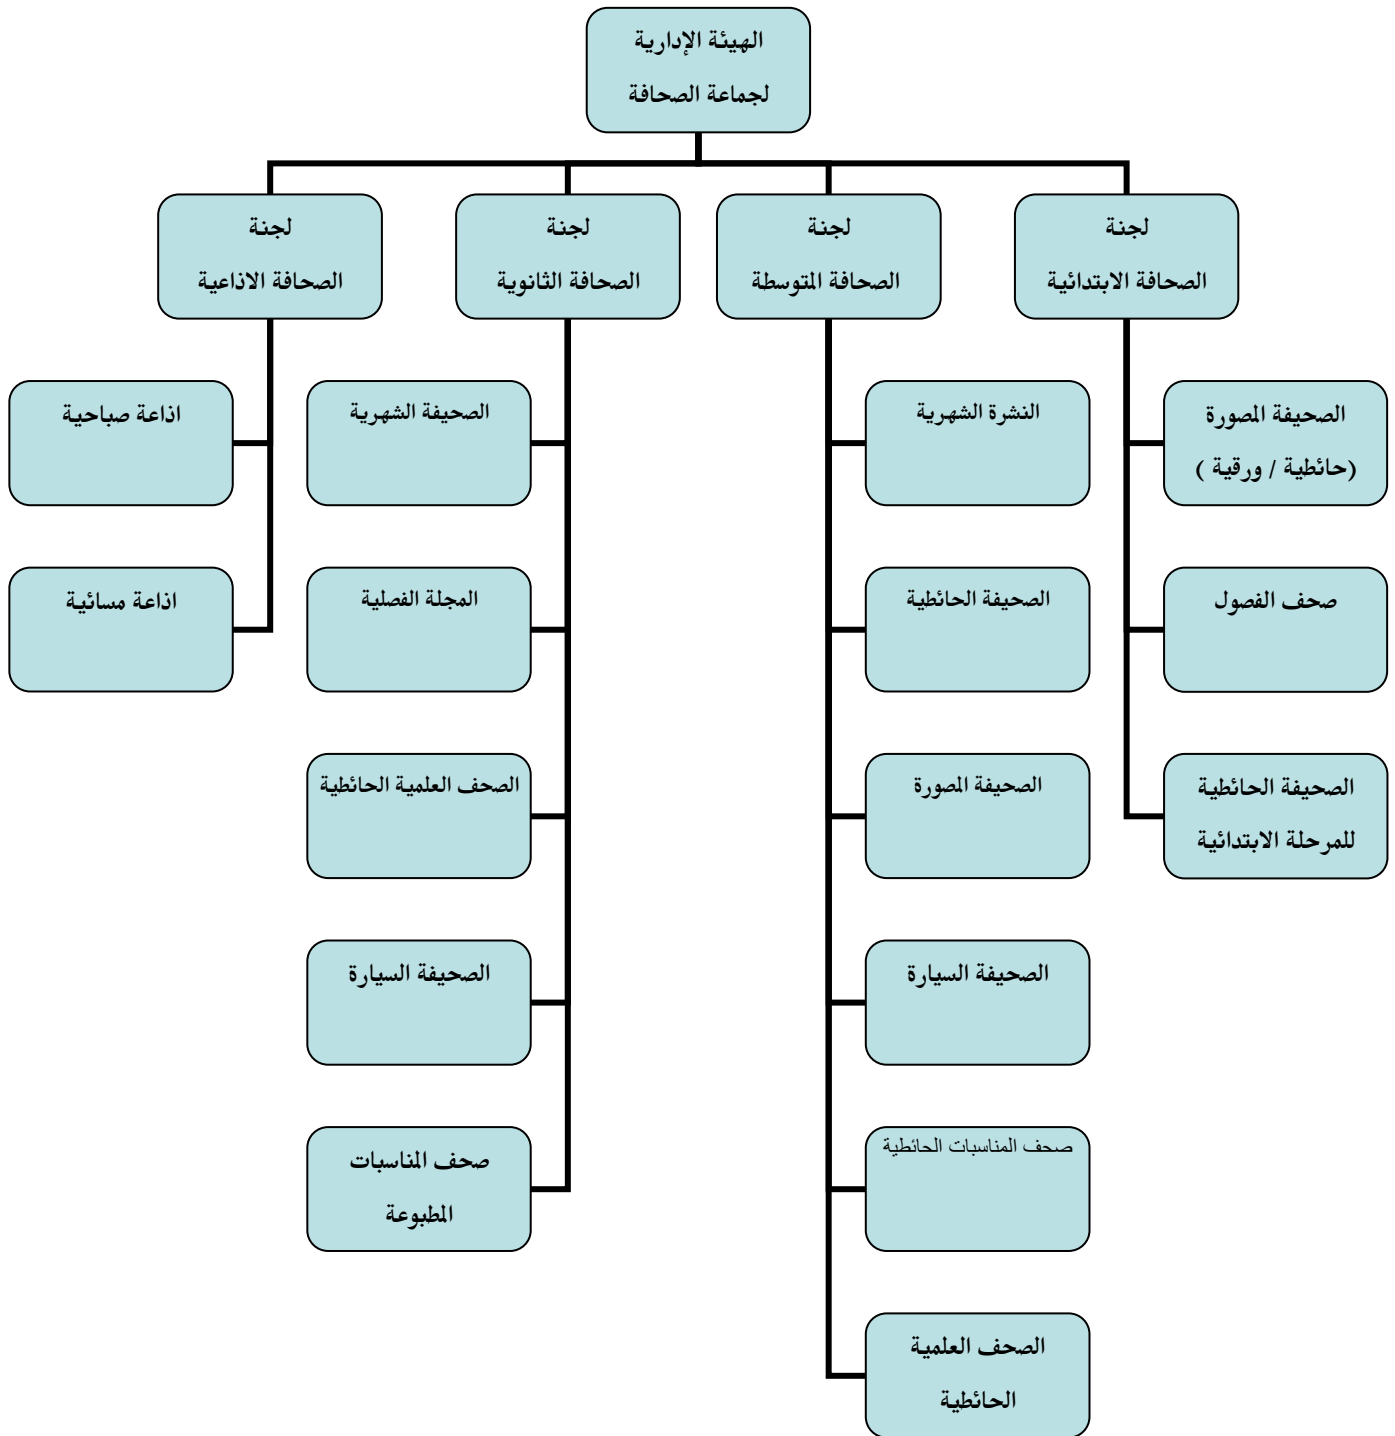 الهيئة الإدارية
لجماعة الصحافة
لجنة
الصحافة الابتدائية
لجنة
الصحافة المتوسطة
لجنة
الصحافة الثانوية
لجنة
الصحافة الاذاعية
الصحيفة المصورة
(حائطية / ورقية )
صحف الفصول
الصحيفة الحائطية
للمرحلة الابتدائية
النشرة الشهرية
الصحيفة الحائطية
الصحيفة المصورة
الصحيفة السيارة
صحف المناسبات الحائطية
الصحف العلمية
الحائطية
الصحيفة الشهرية
المجلة الفصلية
الصحف العلمية الحائطية
الصحيفة السيارة
صحف المناسبات
المطبوعة
اذاعة صباحية
اذاعة مسائية